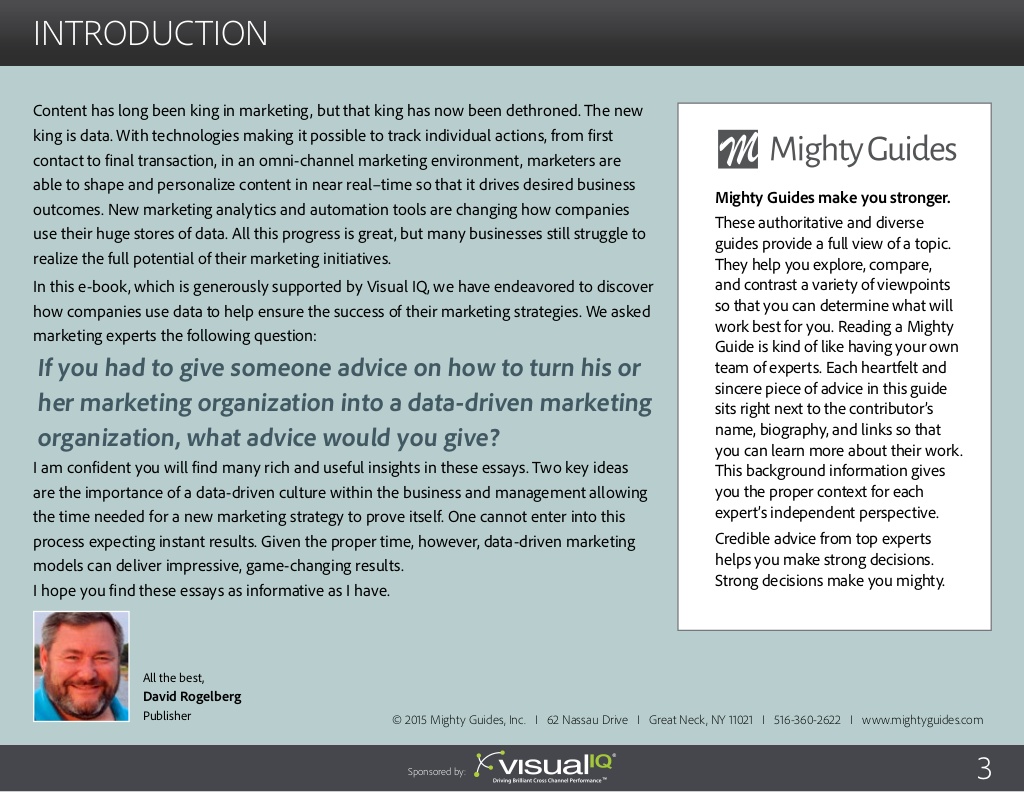 INTRODUCTION
Content has long been king in marketing, but that king has now been dethroned. The new
king is data. With technologies making it possible to track individual actions, from first
contact to final transaction, in an omni-channel marketing environment, marketers are
able to shape and personalize content in near real–time so that it drives desired business
outcomes. New marketing analytics and automation tools are changing how companies
use their huge stores of data. All this progress is great, but many businesses still struggle to
realize the full potential of their marketing initiatives.
In this e-book, which is generously supported by Visual IQ, we have endeavored to discover
how companies use data to help ensure the success of their marketing strategies. We asked
marketing experts the following question:
If you had to give someone advice on how to turn his or
her marketing organization into a data-driven marketing
organization, what advice would you give?
I am confident you will find many rich and useful insights in these essays. Two key ideas
are the importance of a data-driven culture within the business and management allowing
the time needed for a new marketing strategy to prove itself. One cannot enter into this
process expecting instant results. Given the proper time, however, data-driven marketing
models can deliver impressive, game-changing results.
I hope you find these essays as informative as I have.
All the best,
David Rogelberg
Publisher
M Mighty Guides
Mighty Guides make you stronger.
These authoritative and diverse
guides provide a full view of a topic.
They help you explore, compare,
and contrast a variety of viewpoints
so that you can determine what will
work best for you. Reading a Mighty
Guide is kind of like having your own
team of experts. Each heartfelt and
sincere piece of advice in this guide
sits right next to the contributor's
name, biography, and links so that
you can learn more about their work.
This background information gives
you the proper context for each
expert's independent perspective.
Credible advice from top experts
helps you make strong decisions.
Strong decisions make you mighty.
© 2015 Mighty Guides, Inc. I 62 Nassau Drive I Great Neck, NY 11021 I 516-360-2622 I www.mightyguides.com
Sponsored by: visualIQ®
Driving Brilliant Cross Channel Performance™
3